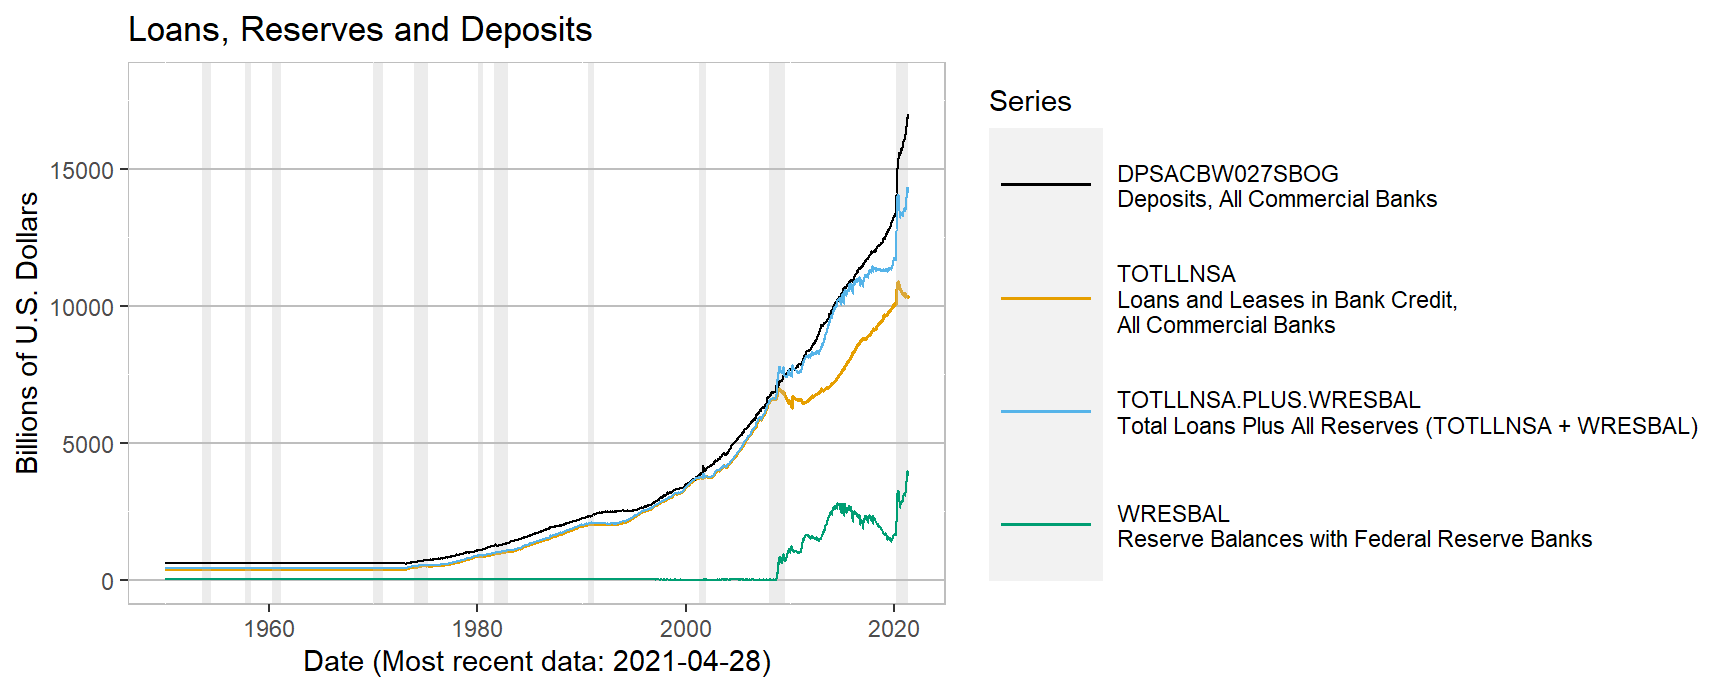 Loans, Reserves and Deposits
Billions of U.S. Dollars
15000
10000
5000
0
1960
1980
2000
2020
Date (Most recent data: 2021-04-28)
Series
DPSACBW027SBOG
Deposits, All Commercial Banks
TOTLLNSA
Loans and Leases in Bank Credit,
All Commercial Banks
TOTLLNSA.PLUS.WRESBAL
Total Loans Plus All Reserves (TOTLLNSA + WRESBAL)
WRESBAL
Reserve Balances with Federal Reserve Banks